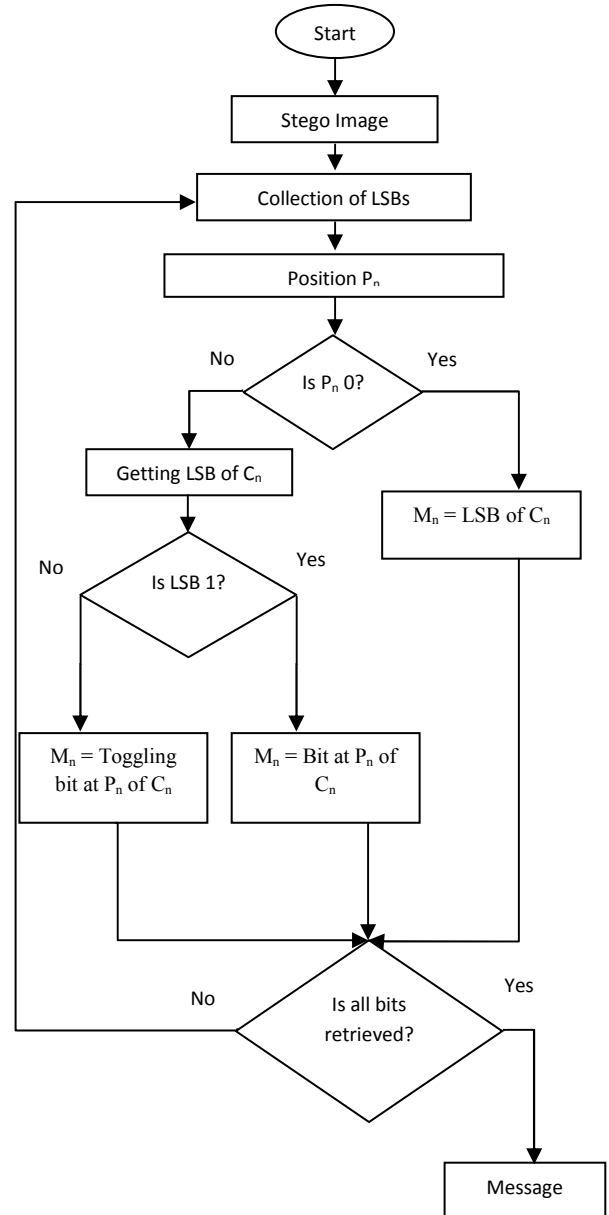 Start
Stego Image
Collection of LSBs
Position Pₙ
No
Yes
Is Pₙ 0?
Getting LSB of Cₙ
Mₙ = LSB of Cₙ
No
Yes
Is LSB 1?
Mₙ = Toggling
bit at Pₙ of Cₙ
Mₙ = Bit at Pₙ of
Cₙ
No
Yes
Is all bits
retrieved?
Message